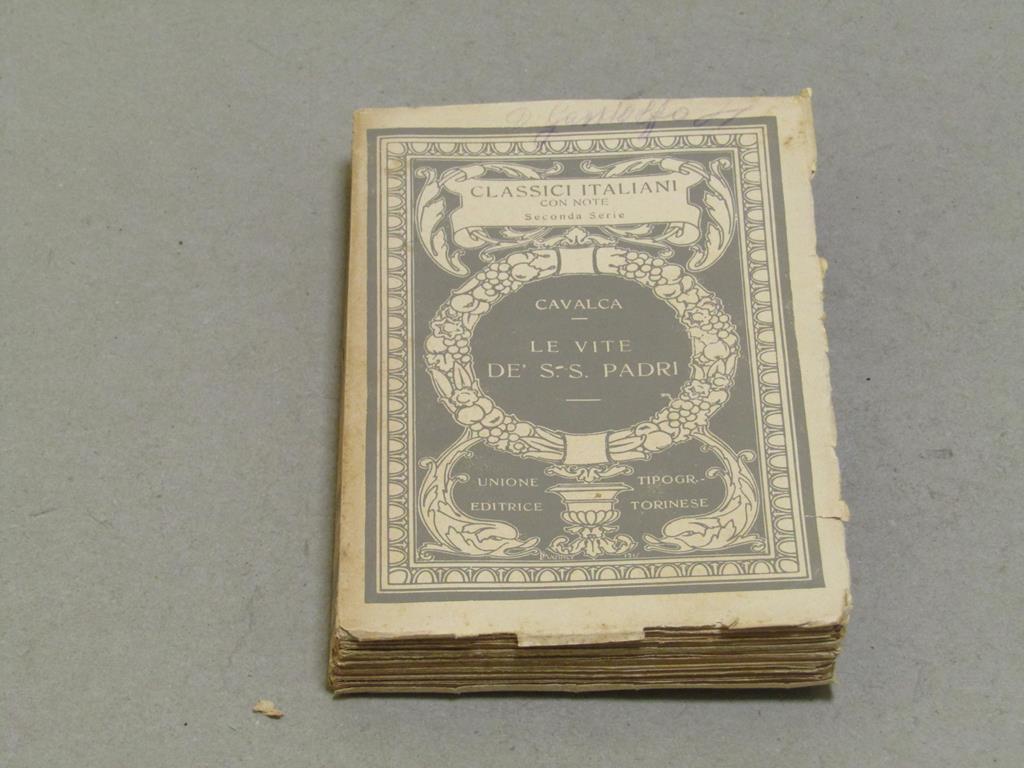 CLASSICI ITALIANI
CON NOTE
Seconda Serie
CAVALCA
LE VITE
DE' S.S. PADRI
UNIONE TIPOGR.-
EDITRICE TORINESE